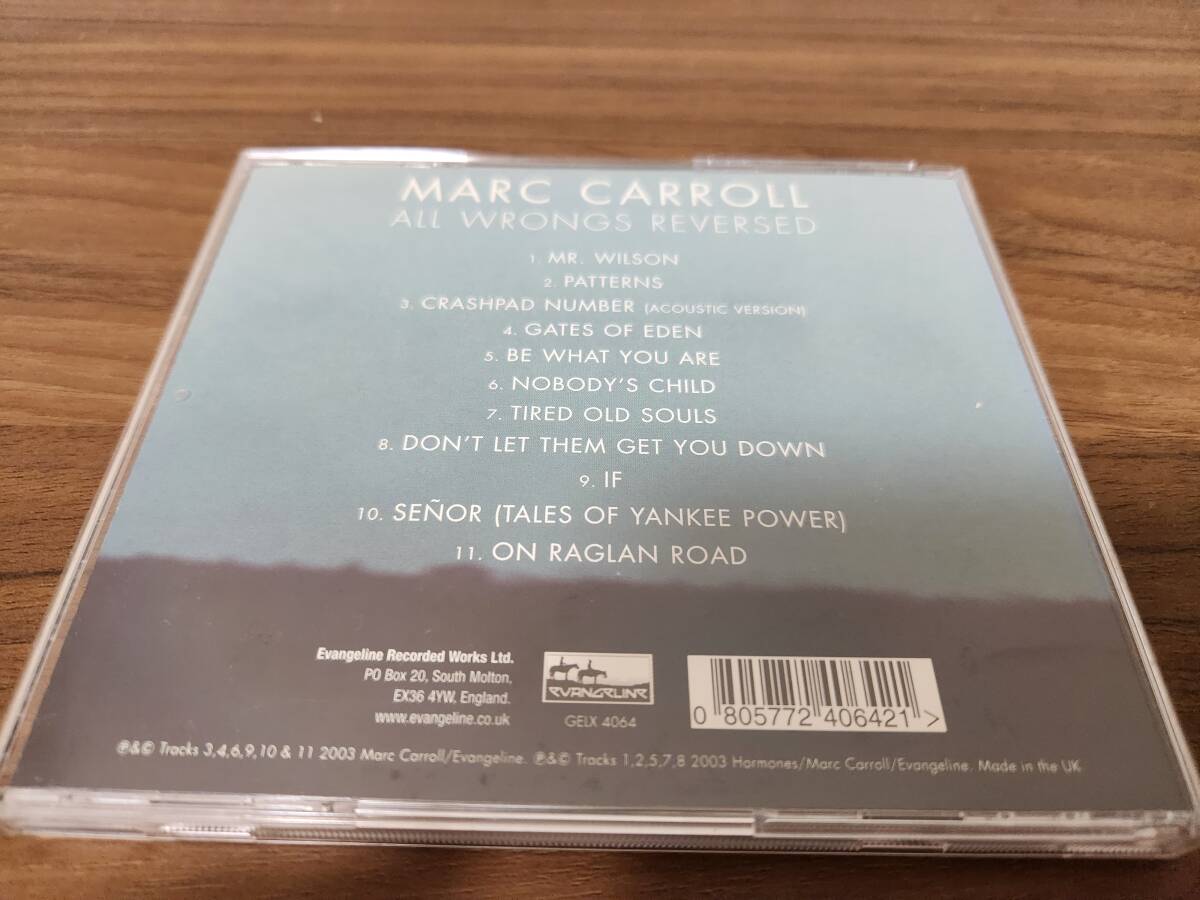 MARC CARROLL
ALL WRONGS REVERSED
1. MR. WILSON
2. PATTERNS
3. CRASHPAD NUMBER (ACOUSTIC VERSION)
4. GATES OF EDEN
5. BE WHAT YOU ARE
6. NOBODY'S CHILD
7. TIRED OLD SOULS
8. DON'T LET THEM GET YOU DOWN
9. IF
10. SEÑOR (TALES OF YANKEE POWER)
11. ON RAGLAN ROAD
Evangeline Recorded Works Ltd.
PO Box 20, South Molton,
EX36 4YW, England.
www.evangeline.co.uk
EVANGELINE
GELX 4064
0 805772 406421 >
℗&© Tracks 3,4,6,9,10 & 11 2003 Marc Carroll/Evangeline. ℗&© Tracks 1,2,5,7,8 2003 Hormones/Marc Carroll/Evangeline. Made in the UK